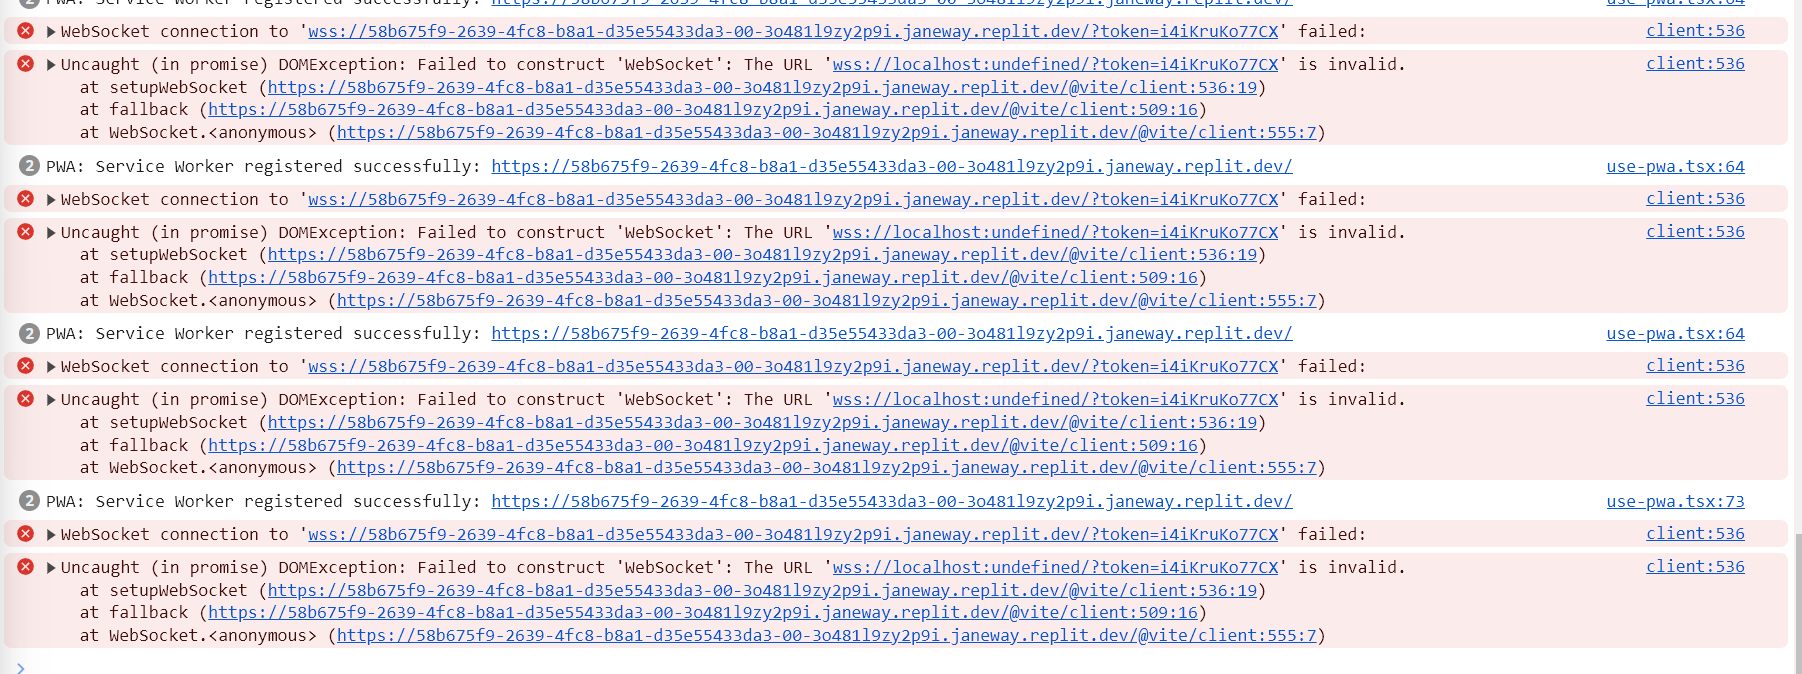 2 PWA: Service Worker registered successfully: https://58b675f9-2639-4fc8-b8a1-d35e55433da3-00-3o481l9zy2p9i.janeway.replit.dev/ use-pwa.tsx:64
WebSocket connection to 'wss://58b675f9-2639-4fc8-b8a1-d35e55433da3-00-3o481l9zy2p9i.janeway.replit.dev/?token=i4iKruKo77CX' failed: client:536
Uncaught (in promise) DOMException: Failed to construct 'WebSocket': The URL 'wss://localhost:undefined/?token=i4iKruKo77CX' is invalid. client:536
at setupWebSocket (https://58b675f9-2639-4fc8-b8a1-d35e55433da3-00-3o481l9zy2p9i.janeway.replit.dev/@vite/client:536:19)
at fallback (https://58b675f9-2639-4fc8-b8a1-d35e55433da3-00-3o481l9zy2p9i.janeway.replit.dev/@vite/client:509:16)
at WebSocket.<anonymous> (https://58b675f9-2639-4fc8-b8a1-d35e55433da3-00-3o481l9zy2p9i.janeway.replit.dev/@vite/client:555:7)
2 PWA: Service Worker registered successfully: https://58b675f9-2639-4fc8-b8a1-d35e55433da3-00-3o481l9zy2p9i.janeway.replit.dev/ use-pwa.tsx:64
WebSocket connection to 'wss://58b675f9-2639-4fc8-b8a1-d35e55433da3-00-3o481l9zy2p9i.janeway.replit.dev/?token=i4iKruKo77CX' failed: client:536
Uncaught (in promise) DOMException: Failed to construct 'WebSocket': The URL 'wss://localhost:undefined/?token=i4iKruKo77CX' is invalid. client:536
at setupWebSocket (https://58b675f9-2639-4fc8-b8a1-d35e55433da3-00-3o481l9zy2p9i.janeway.replit.dev/@vite/client:536:19)
at fallback (https://58b675f9-2639-4fc8-b8a1-d35e55433da3-00-3o481l9zy2p9i.janeway.replit.dev/@vite/client:509:16)
at WebSocket.<anonymous> (https://58b675f9-2639-4fc8-b8a1-d35e55433da3-00-3o481l9zy2p9i.janeway.replit.dev/@vite/client:555:7)
2 PWA: Service Worker registered successfully: https://58b675f9-2639-4fc8-b8a1-d35e55433da3-00-3o481l9zy2p9i.janeway.replit.dev/ use-pwa.tsx:64
WebSocket connection to 'wss://58b675f9-2639-4fc8-b8a1-d35e55433da3-00-3o481l9zy2p9i.janeway.replit.dev/?token=i4iKruKo77CX' failed: client:536
Uncaught (in promise) DOMException: Failed to construct 'WebSocket': The URL 'wss://localhost:undefined/?token=i4iKruKo77CX' is invalid. client:536
at setupWebSocket (https://58b675f9-2639-4fc8-b8a1-d35e55433da3-00-3o481l9zy2p9i.janeway.replit.dev/@vite/client:536:19)
at fallback (https://58b675f9-2639-4fc8-b8a1-d35e55433da3-00-3o481l9zy2p9i.janeway.replit.dev/@vite/client:509:16)
at WebSocket.<anonymous> (https://58b675f9-2639-4fc8-b8a1-d35e55433da3-00-3o481l9zy2p9i.janeway.replit.dev/@vite/client:555:7)
2 PWA: Service Worker registered successfully: https://58b675f9-2639-4fc8-b8a1-d35e55433da3-00-3o481l9zy2p9i.janeway.replit.dev/ use-pwa.tsx:73
WebSocket connection to 'wss://58b675f9-2639-4fc8-b8a1-d35e55433da3-00-3o481l9zy2p9i.janeway.replit.dev/?token=i4iKruKo77CX' failed: client:536
Uncaught (in promise) DOMException: Failed to construct 'WebSocket': The URL 'wss://localhost:undefined/?token=i4iKruKo77CX' is invalid. client:536
at setupWebSocket (https://58b675f9-2639-4fc8-b8a1-d35e55433da3-00-3o481l9zy2p9i.janeway.replit.dev/@vite/client:536:19)
at fallback (https://58b675f9-2639-4fc8-b8a1-d35e55433da3-00-3o481l9zy2p9i.janeway.replit.dev/@vite/client:509:16)
at WebSocket.<anonymous> (https://58b675f9-2639-4fc8-b8a1-d35e55433da3-00-3o481l9zy2p9i.janeway.replit.dev/@vite/client:555:7)